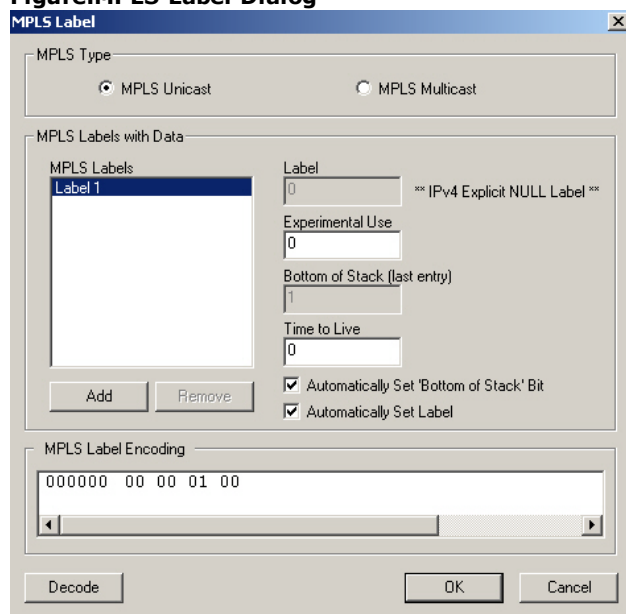 Figure:MPLS Label Dialog
MPLS Label
MPLS Type
MPLS Unicast
MPLS Multicast
MPLS Labels with Data
MPLS Labels
Label 1
Label
0
** IPv4 Explicit NULL Label **
Experimental Use
0
Bottom of Stack (last entry)
1
Time to Live
0
Automatically Set 'Bottom of Stack' Bit
Automatically Set Label
Add
Remove
MPLS Label Encoding
000000 00 00 01 00
Decode
OK
Cancel